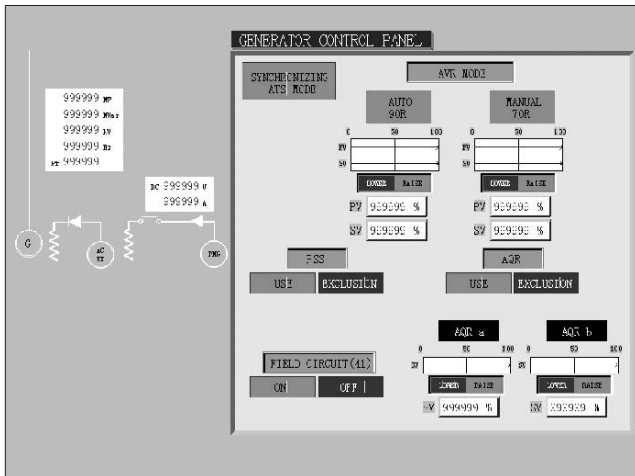 GENERATOR CONTROL PANEL
SYNCHRONIZING
ATS MODE
AVR MODE
AUTO
90R
MANUAL
70R
0 50 100
0 50 100
PV
SV
PV
SV
LOWER RAISE
LOWER RAISE
PV 999999 %
SV 999999 %
PV 999999 %
SV 999999 %
PSS
USE EXCLUSION
AQR
USE EXCLUSION
FIELD CIRCUIT(41)
ON OFF
AQR a
AQR b
0 50 100
0 50 100
SV
SV
LOWER RAISE
LOWER RAISE
SV 999999 %
SV 999999 %
999999 MW
999999 MVar
999999 KV
999999 Hz
PF 999999
DC 999999 V
999999 A
G
AC
EX
PMG